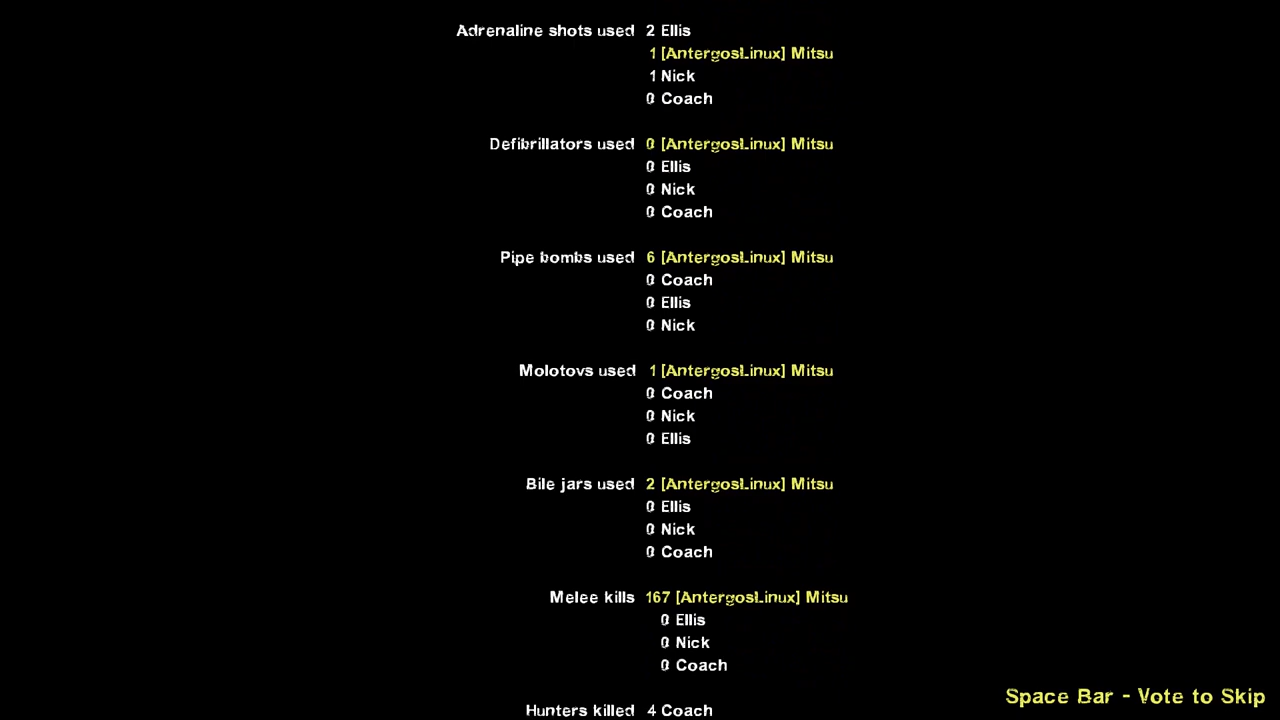 Adrenaline shots used 2 Ellis
1 [AntergosLinux] Mitsu
1 Nick
0 Coach
Defibrillators used 0 [AntergosLinux] Mitsu
0 Ellis
0 Nick
0 Coach
Pipe bombs used 6 [AntergosLinux] Mitsu
0 Coach
0 Ellis
0 Nick
Molotovs used 1 [AntergosLinux] Mitsu
0 Coach
0 Nick
0 Ellis
Bile jars used 2 [AntergosLinux] Mitsu
0 Ellis
0 Nick
0 Coach
Melee kills 167 [AntergosLinux] Mitsu
0 Ellis
0 Nick
0 Coach
Hunters killed 4 Coach
Space Bar - Vote to Skip